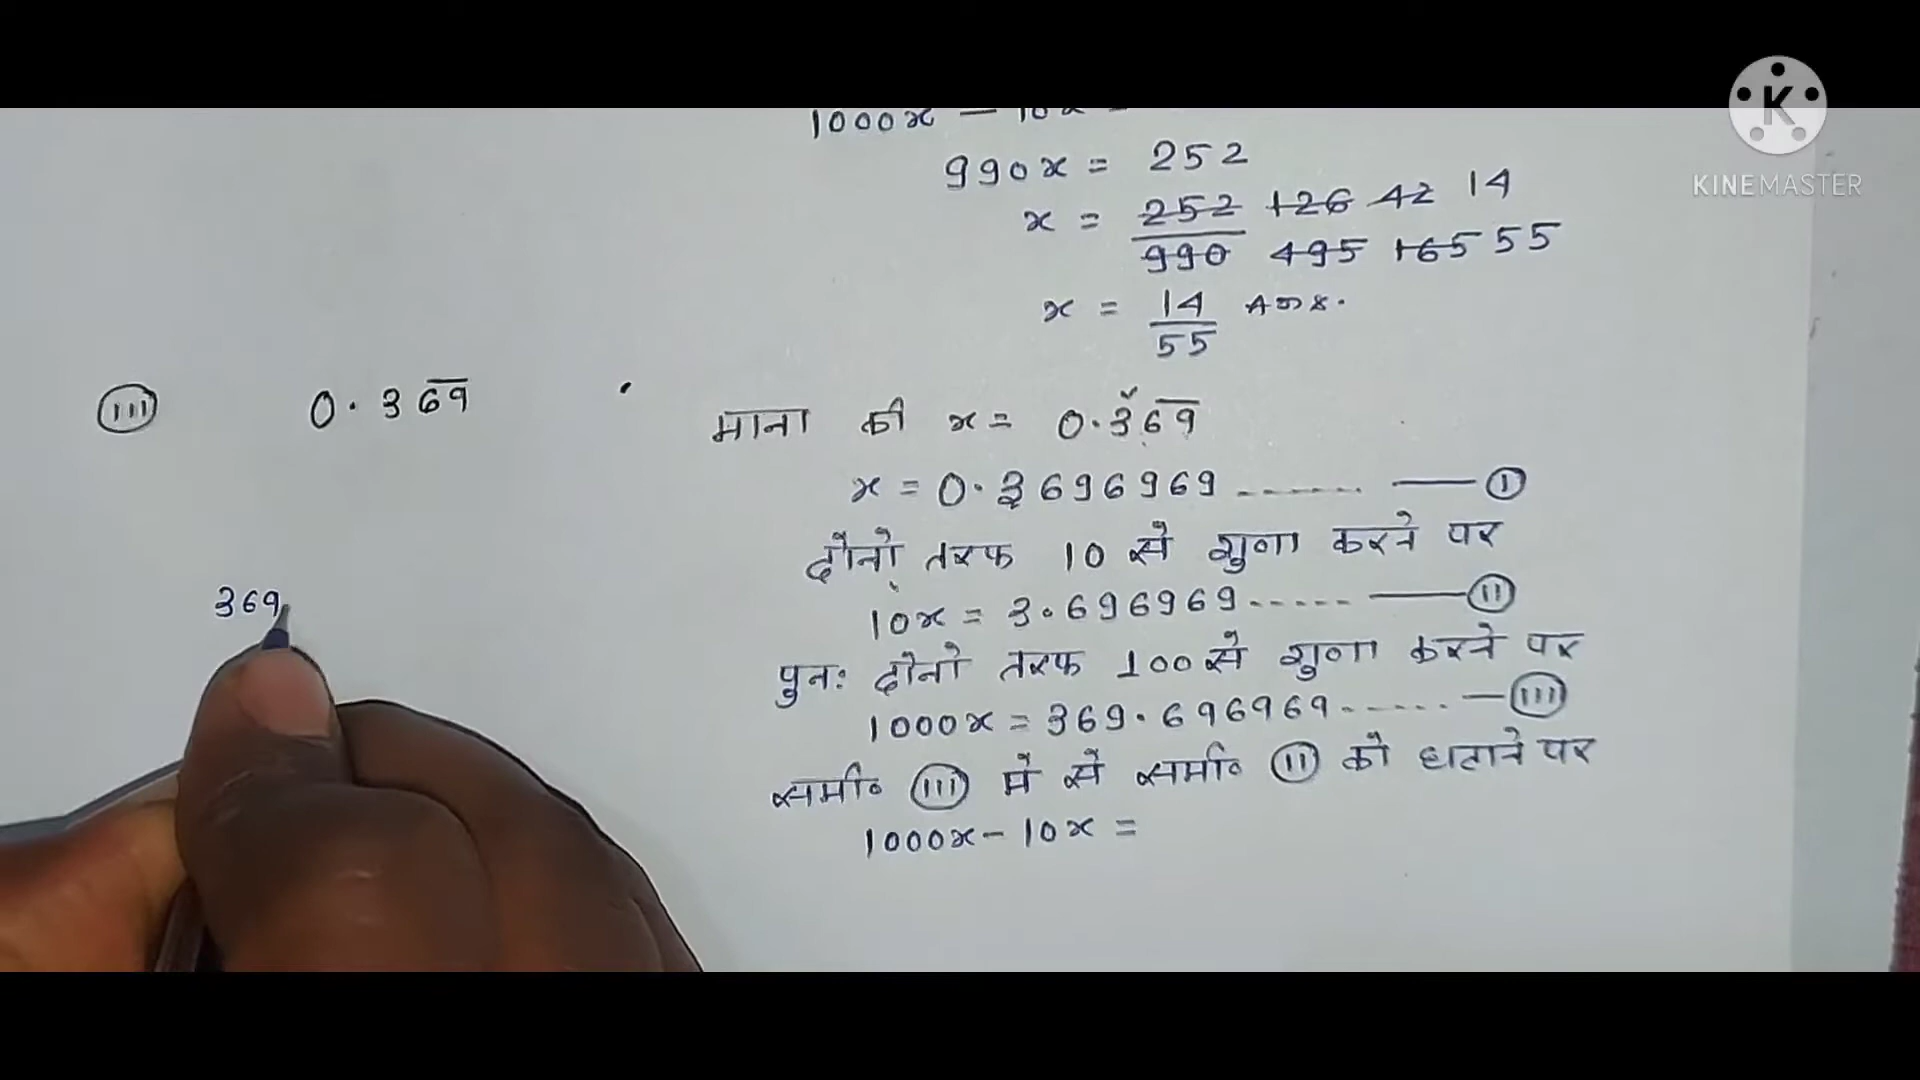 1000x - 10x -
990x = 252
x = 252/990 126/495 42/165 14/55
x = 14/55 Ans.
(III) 0.36̅9̅
माना की x = 0.36̅9̅
x = 0.3696969....... —— (I)
दोनो तरफ 10 से गुणा करने पर
10x = 3.696969...... —— (II)
पुनः दोनो तरफ 100 से गुणा करने पर
1000x = 369.696969...... — (III)
समी० (III) में से समी० (II) को घटाने पर
1000x - 10x =
369
KINEMASTER